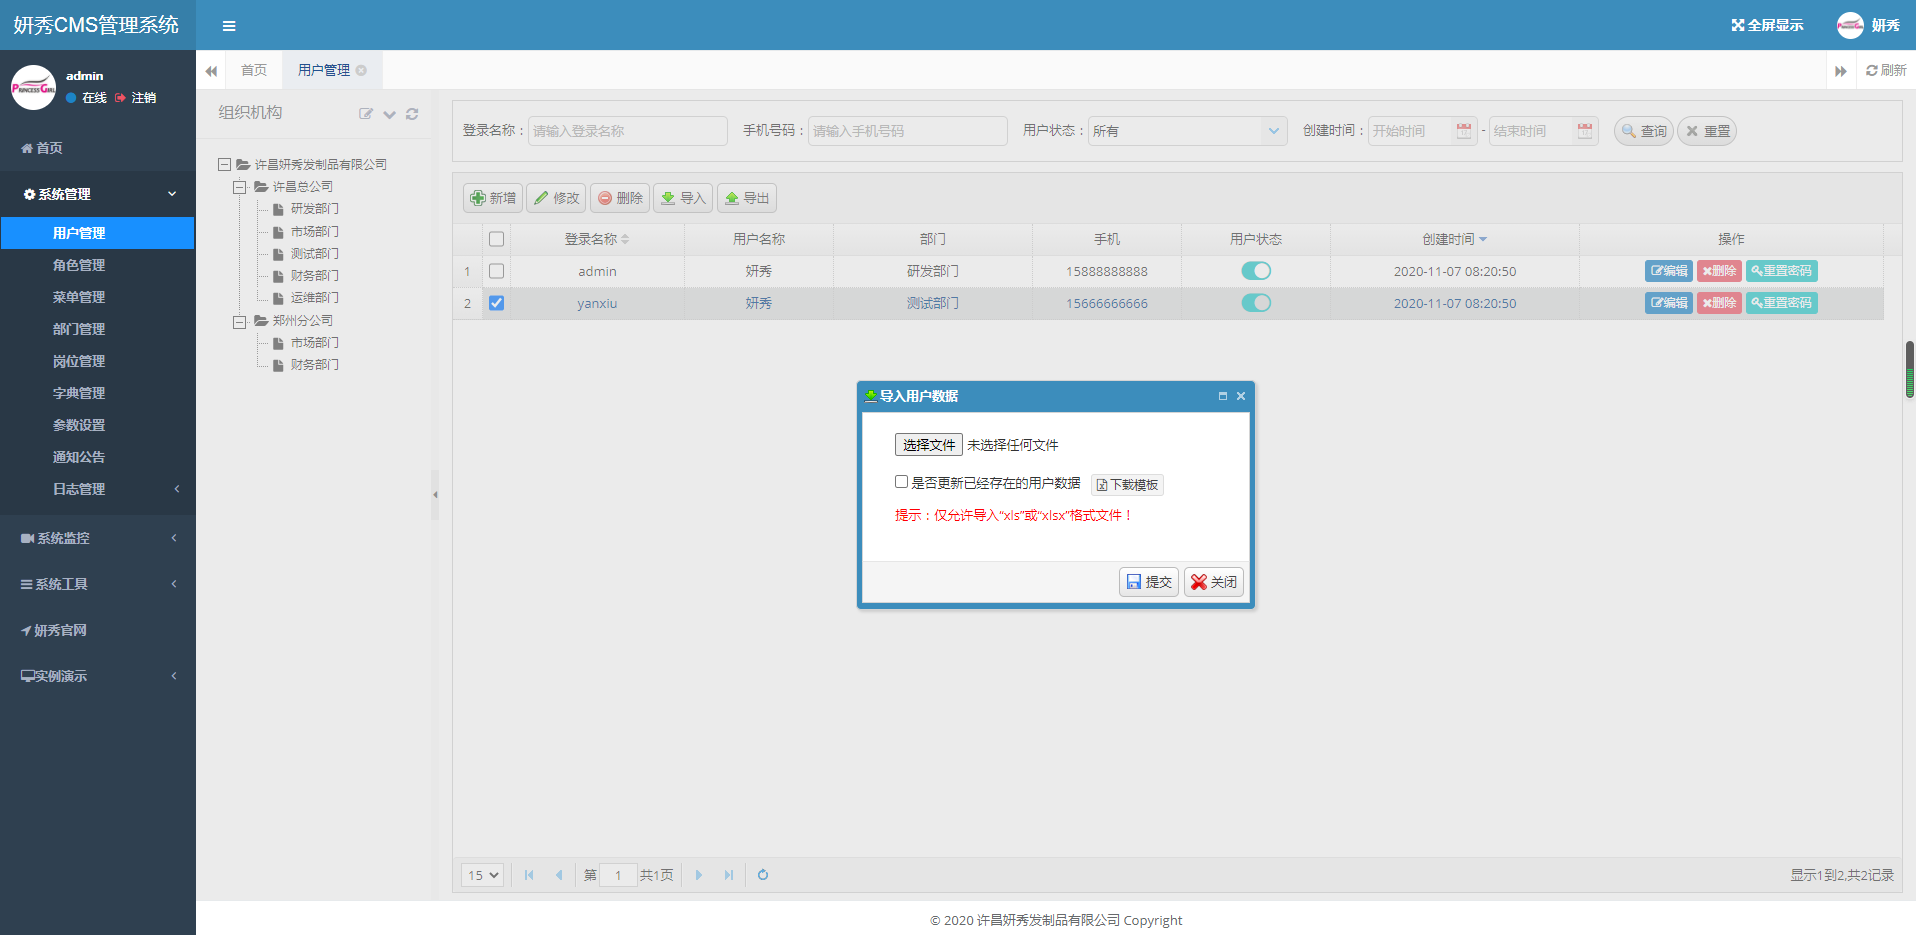 妍秀CMS管理系统
全屏显示
妍秀
PRINCESS GIRL
admin
在线 注销
首页 用户管理
刷新
首页
系统管理
用户管理
角色管理
菜单管理
部门管理
岗位管理
字典管理
参数设置
通知公告
日志管理
系统监控
系统工具
妍秀官网
实例演示
组织机构
许昌妍秀发制品有限公司
许昌总公司
研发部门
市场部门
测试部门
财务部门
运维部门
郑州分公司
市场部门
财务部门
登录名称： 请输入登录名称 手机号码： 请输入手机号码 用户状态： 所有 创建时间： 开始时间 - 结束时间 查询 重置
新增 修改 删除 导入 导出
登录名称 用户名称 部门 手机 用户状态 创建时间 操作
1 admin 妍秀 研发部门 15888888888 2020-11-07 08:20:50 编辑 删除 重置密码
2 yanxiu 妍秀 测试部门 15666666666 2020-11-07 08:20:50 编辑 删除 重置密码
导入用户数据
选择文件 未选择任何文件
是否更新已经存在的用户数据 下载模板
提示：仅允许导入“xls”或“xlsx”格式文件！
提交 关闭
15 第 1 共1页 显示1到2,共2记录
© 2020 许昌妍秀发制品有限公司 Copyright